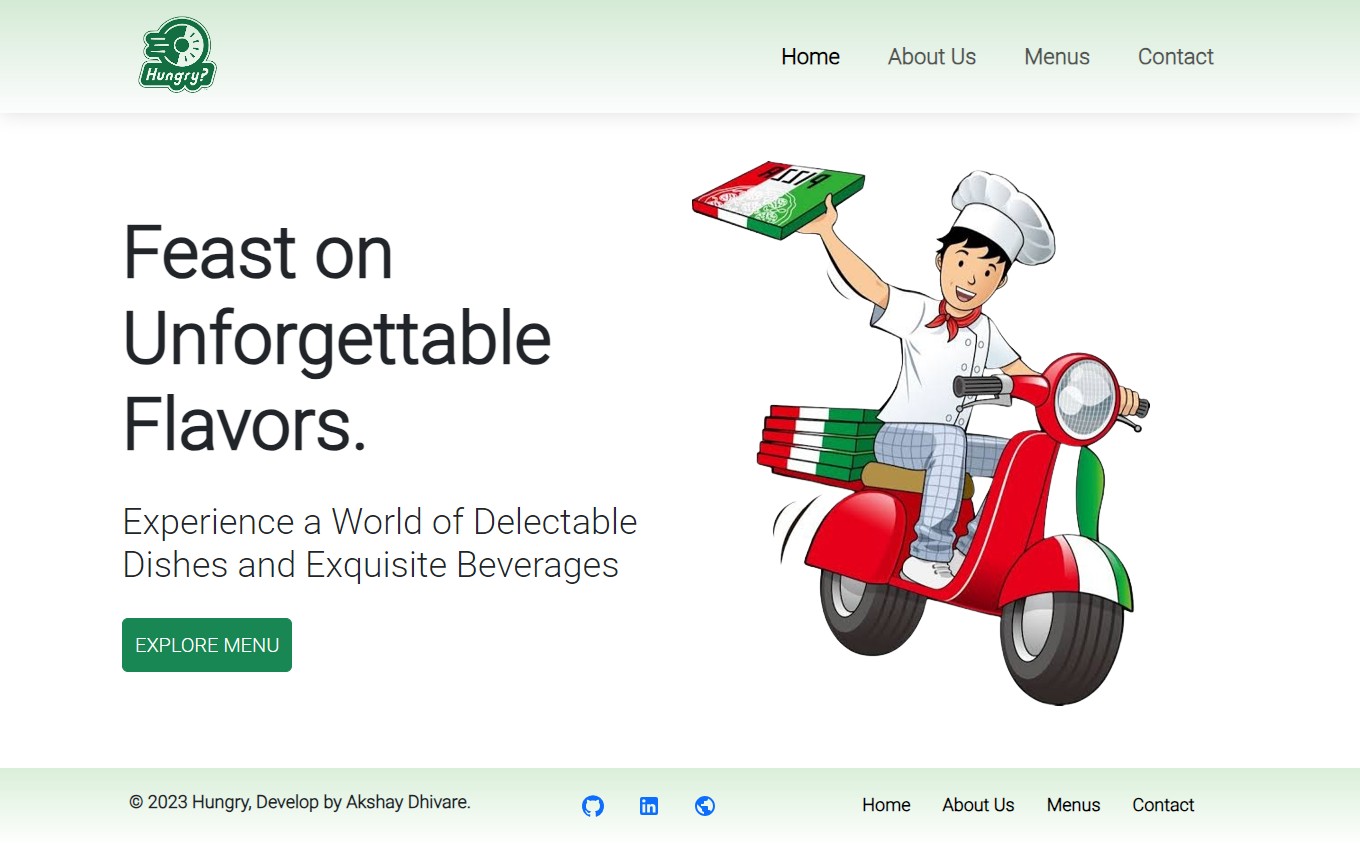 Hungry?
Home About Us Menus Contact
PIZZA
Feast on
Unforgettable
Flavors.
Experience a World of Delectable
Dishes and Exquisite Beverages
EXPLORE MENU
© 2023 Hungry, Develop by Akshay Dhivare.
in
Home About Us Menus Contact